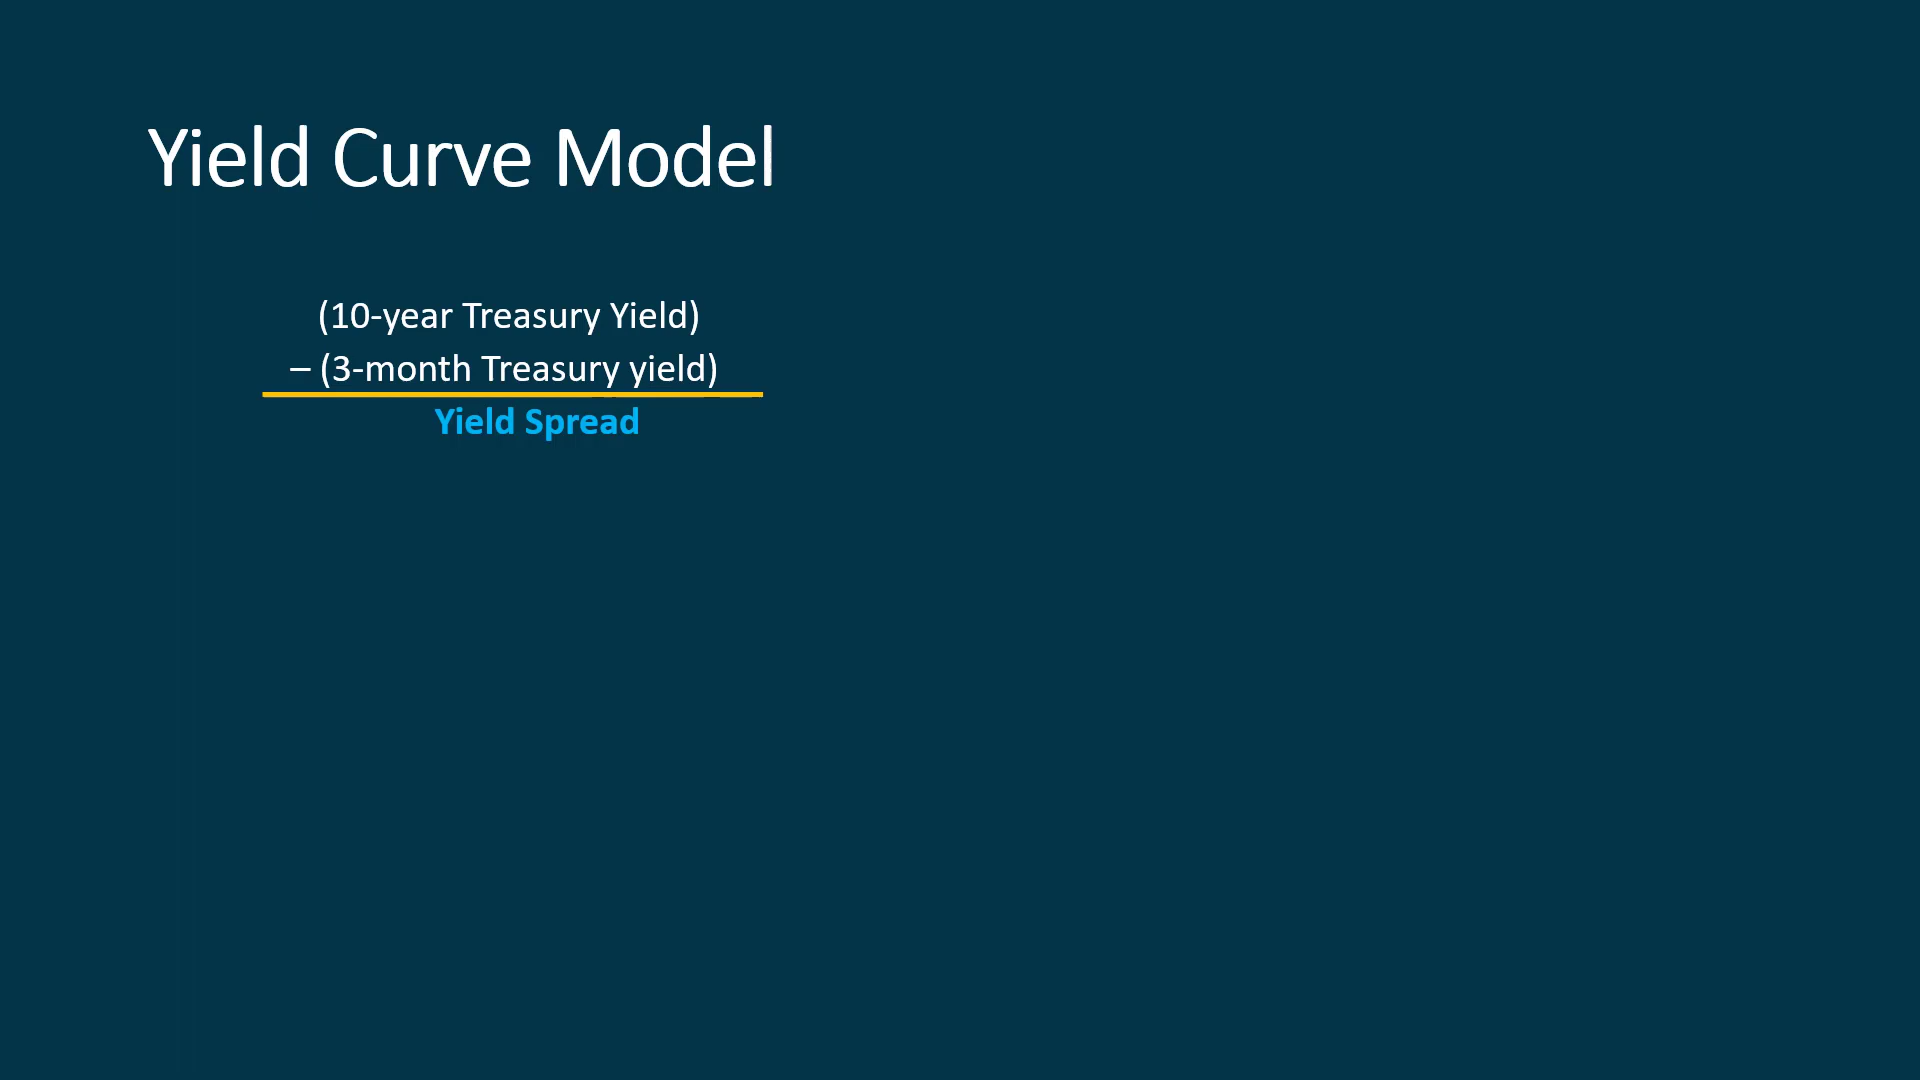 Yield Curve Model
(10-year Treasury Yield)
– (3-month Treasury yield)
Yield Spread